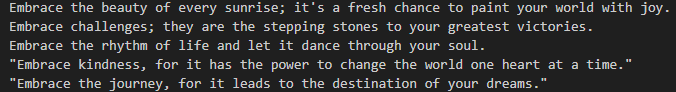 Embrace the beauty of every sunrise; it's a fresh chance to paint your world with joy.
Embrace challenges; they are the stepping stones to your greatest victories.
Embrace the rhythm of life and let it dance through your soul.
"Embrace kindness, for it has the power to change the world one heart at a time."
"Embrace the journey, for it leads to the destination of your dreams."